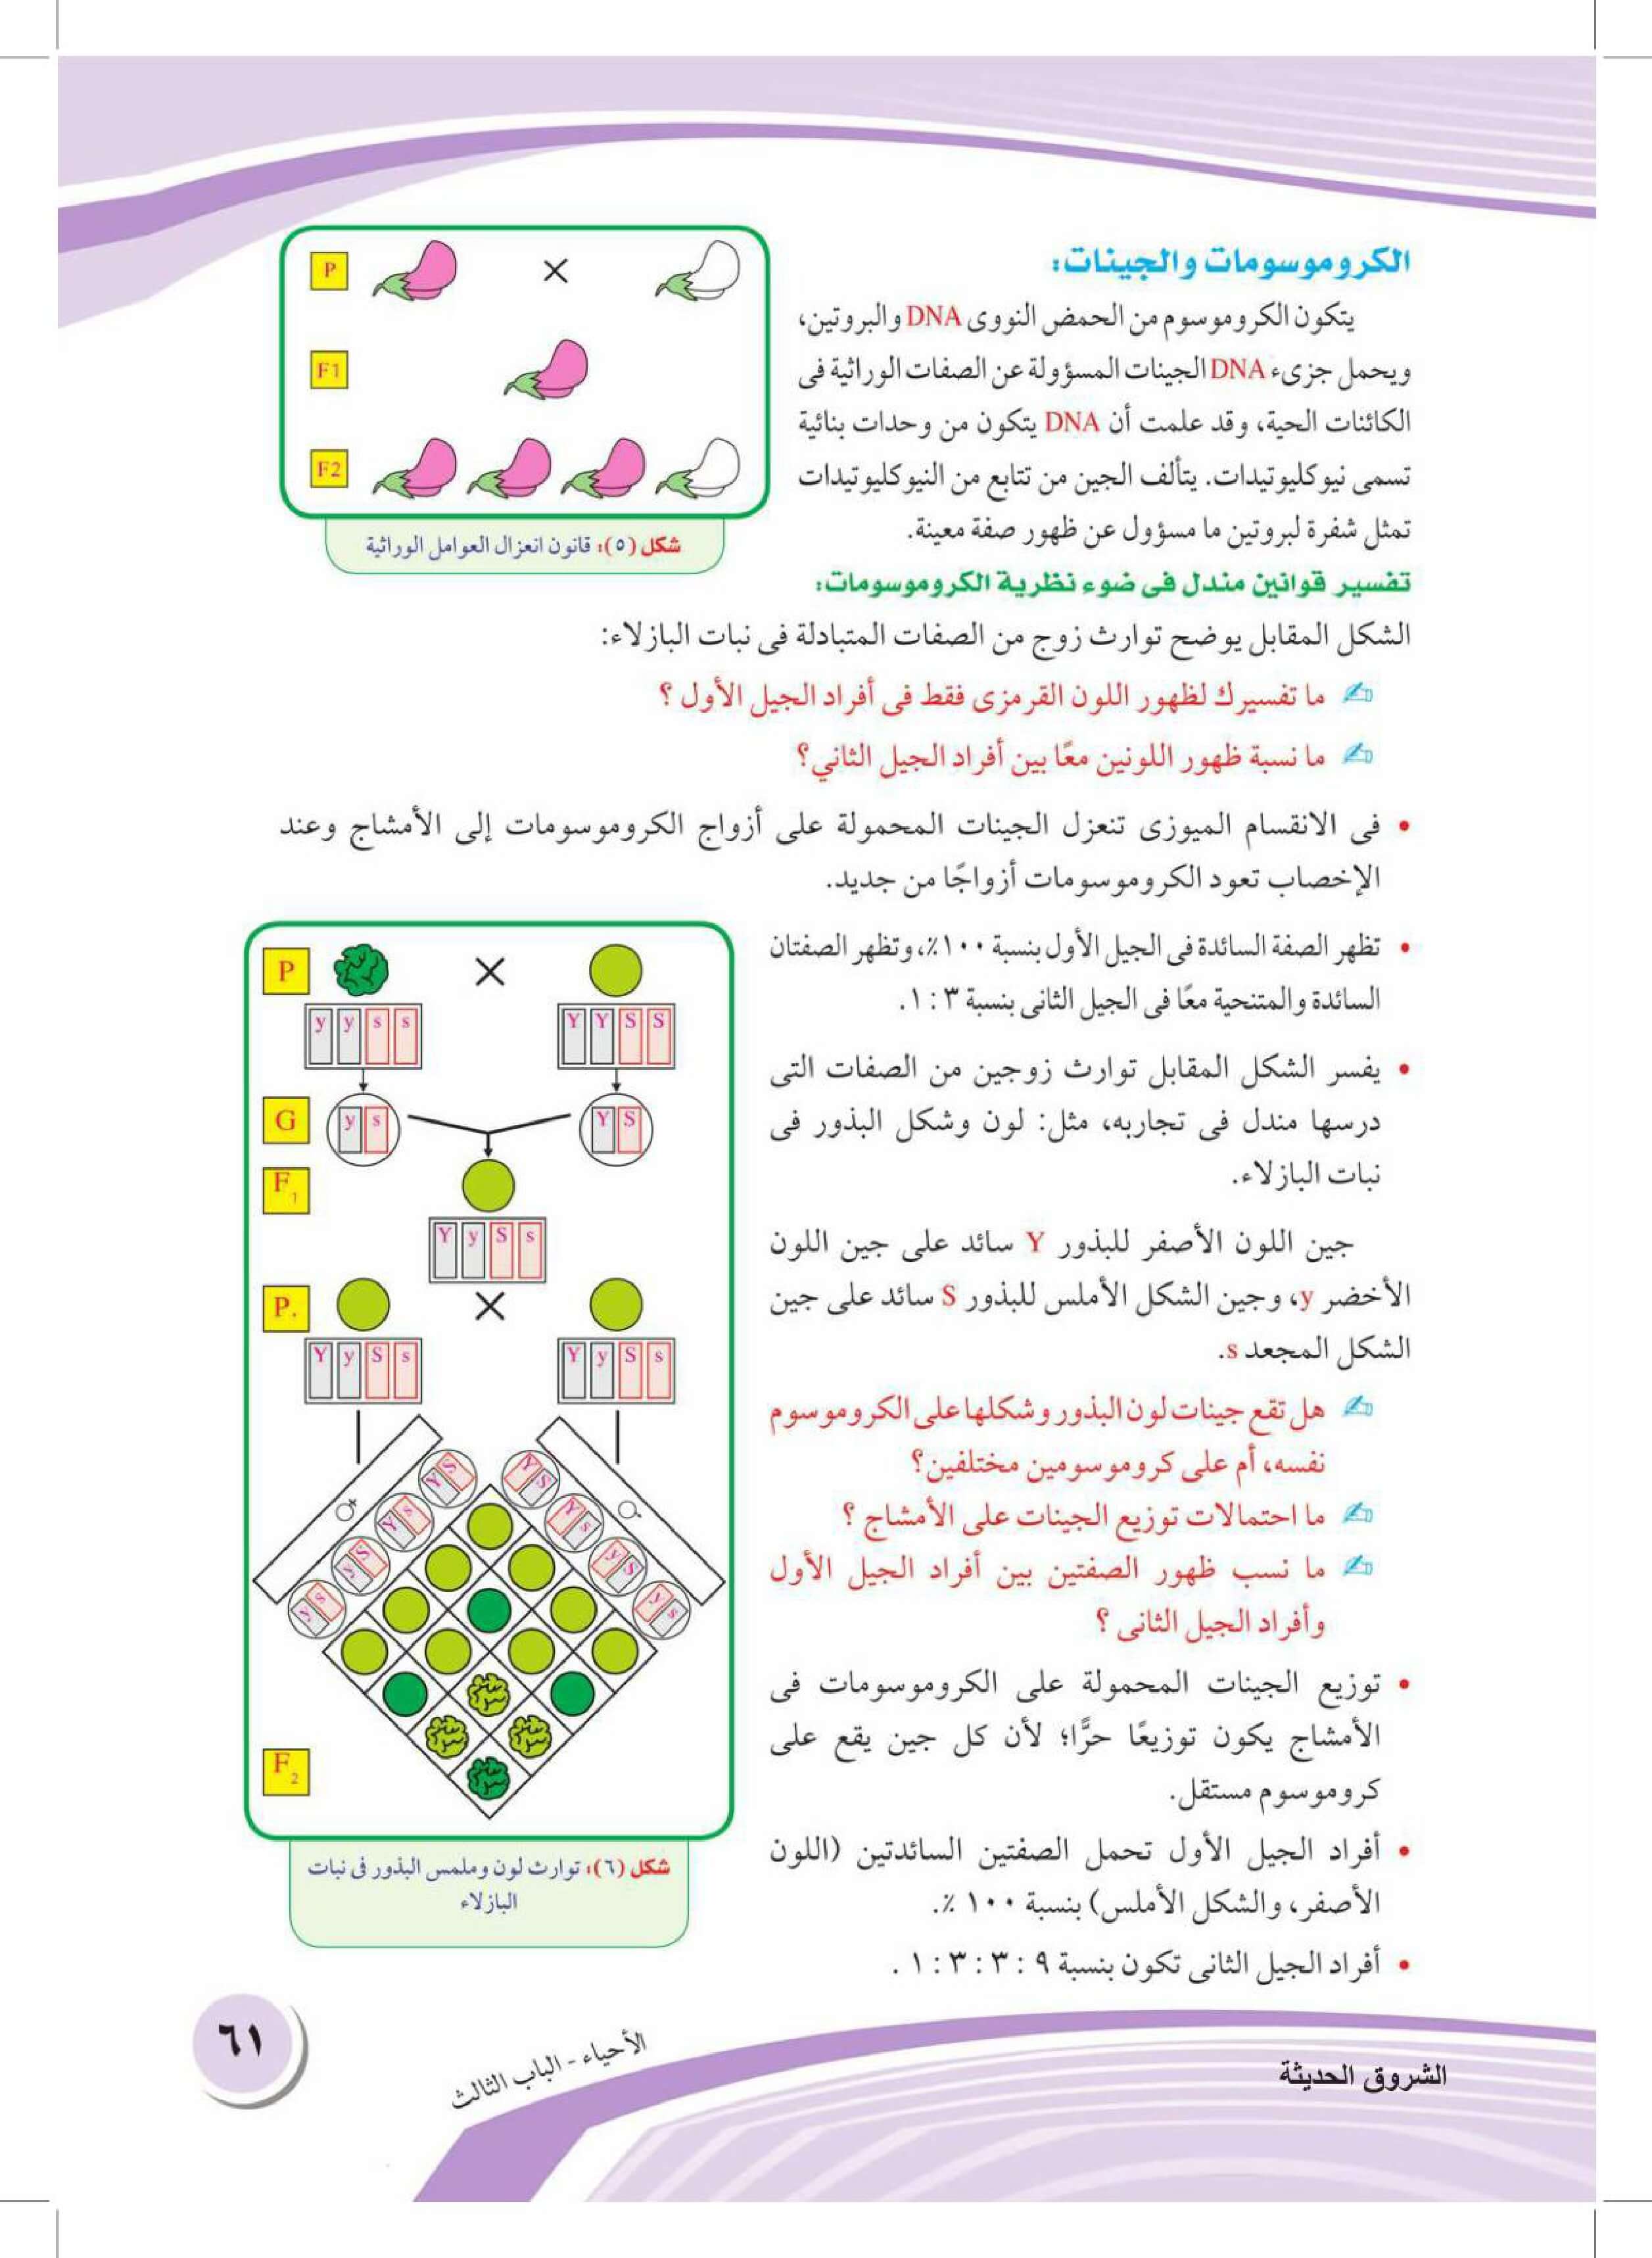 الكروموسومات والجينات:
يتكون الكروموسوم من الحمض النووى DNA والبروتين،
ويحمل جزىء DNA الجينات المسؤولة عن الصفات الوراثية فى
الكائنات الحية، وقد علمت أن DNA يتكون من وحدات بنائية
تسمى نيوكليوتيدات. يتألف الجين من تتابع من النيوكليوتيدات
تمثل شفرة لبروتين ما مسؤول عن ظهور صفة معينة.
P
×
F1
F2
شكل (٥): قانون انعزال العوامل الوراثية
تفسير قوانين مندل فى ضوء نظرية الكروموسومات:
الشكل المقابل يوضح توارث زوج من الصفات المتبادلة فى نبات البازلاء:
ما تفسيرك لظهور اللون القرمزى فقط فى أفراد الجيل الأول ؟
ما نسبة ظهور اللونين معًا بين أفراد الجيل الثاني؟
• فى الانقسام الميوزى تنعزل الجينات المحمولة على أزواج الكروموسومات إلى الأمشاج وعند
الإخصاب تعود الكروموسومات أزواجًا من جديد.
• تظهر الصفة السائدة فى الجيل الأول بنسبة ١٠٠٪، وتظهر الصفتان
السائدة والمتنحية معًا فى الجيل الثانى بنسبة ٣ : ١.
• يفسر الشكل المقابل توارث زوجين من الصفات التى
درسها مندل فى تجاربه، مثل: لون وشكل البذور فى
نبات البازلاء.
جين اللون الأصفر للبذور Y سائد على جين اللون
الأخضر y، وجين الشكل الأملس للبذور S سائد على جين
الشكل المجعد s.
هل تقع جينات لون البذور وشكلها على الكروموسوم
نفسه، أم على كروموسومين مختلفين؟
ما احتمالات توزيع الجينات على الأمشاج ؟
ما نسب ظهور الصفتين بين أفراد الجيل الأول
وأفراد الجيل الثانى ؟
• توزيع الجينات المحمولة على الكروموسومات فى
الأمشاج يكون توزيعًا حرًّا؛ لأن كل جين يقع على
كروموسوم مستقل.
• أفراد الجيل الأول تحمل الصفتين السائدتين (اللون
الأصفر، والشكل الأملس) بنسبة ١٠٠ ٪.
• أفراد الجيل الثانى تكون بنسبة ٩ : ٣ : ٣ : ١ .
P
×
y y s s
Y Y S S
G
y s
Y S
F1
Y y S s
P.
×
Y y S s
Y y S s
♀
Y S
Y s
y S
y s
Y S
Y s
y S
y s
F2
شكل (٦): توارث لون وملمس البذور فى نبات
البازلاء
٦١
الأحياء - الباب الثالث
الشروق الحديثة